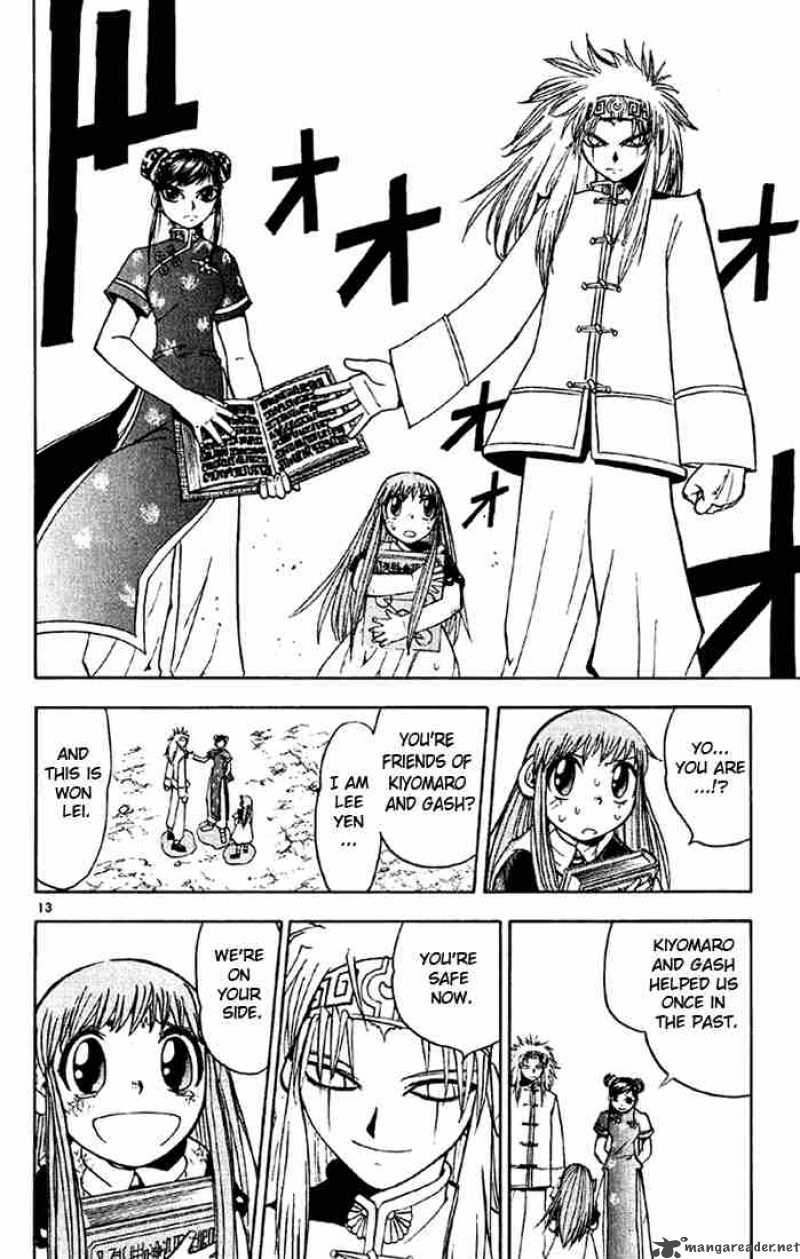 ド
オ
オ
オ
オ
オ
オ
YO...
YOU ARE
...!?
YOU'RE
FRIENDS OF
KIYOMARO
AND GASH?
I AM
LEE
YEN
...
AND
THIS IS
WON
LEI.
13
KIYOMARO
AND GASH
HELPED US
ONCE IN
THE PAST.
YOU'RE
SAFE
NOW.
WE'RE
ON
YOUR
SIDE.
mangareader.net